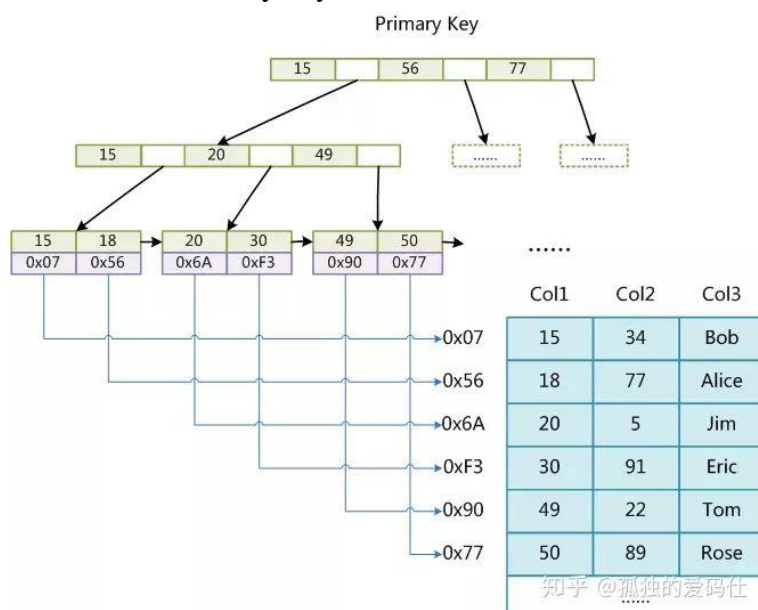 Primary Key
15 56 77
15 20 49
...... ......
15 18 20 30 49 50
0x07 0x56 0x6A 0xF3 0x90 0x77
......
Col1 Col2 Col3
0x07 15 34 Bob
0x56 18 77 Alice
0x6A 20 5 Jim
0xF3 30 91 Eric
0x90 49 22 Tom
0x77 50 89 Rose
知乎 @孤独的爱码仕
......